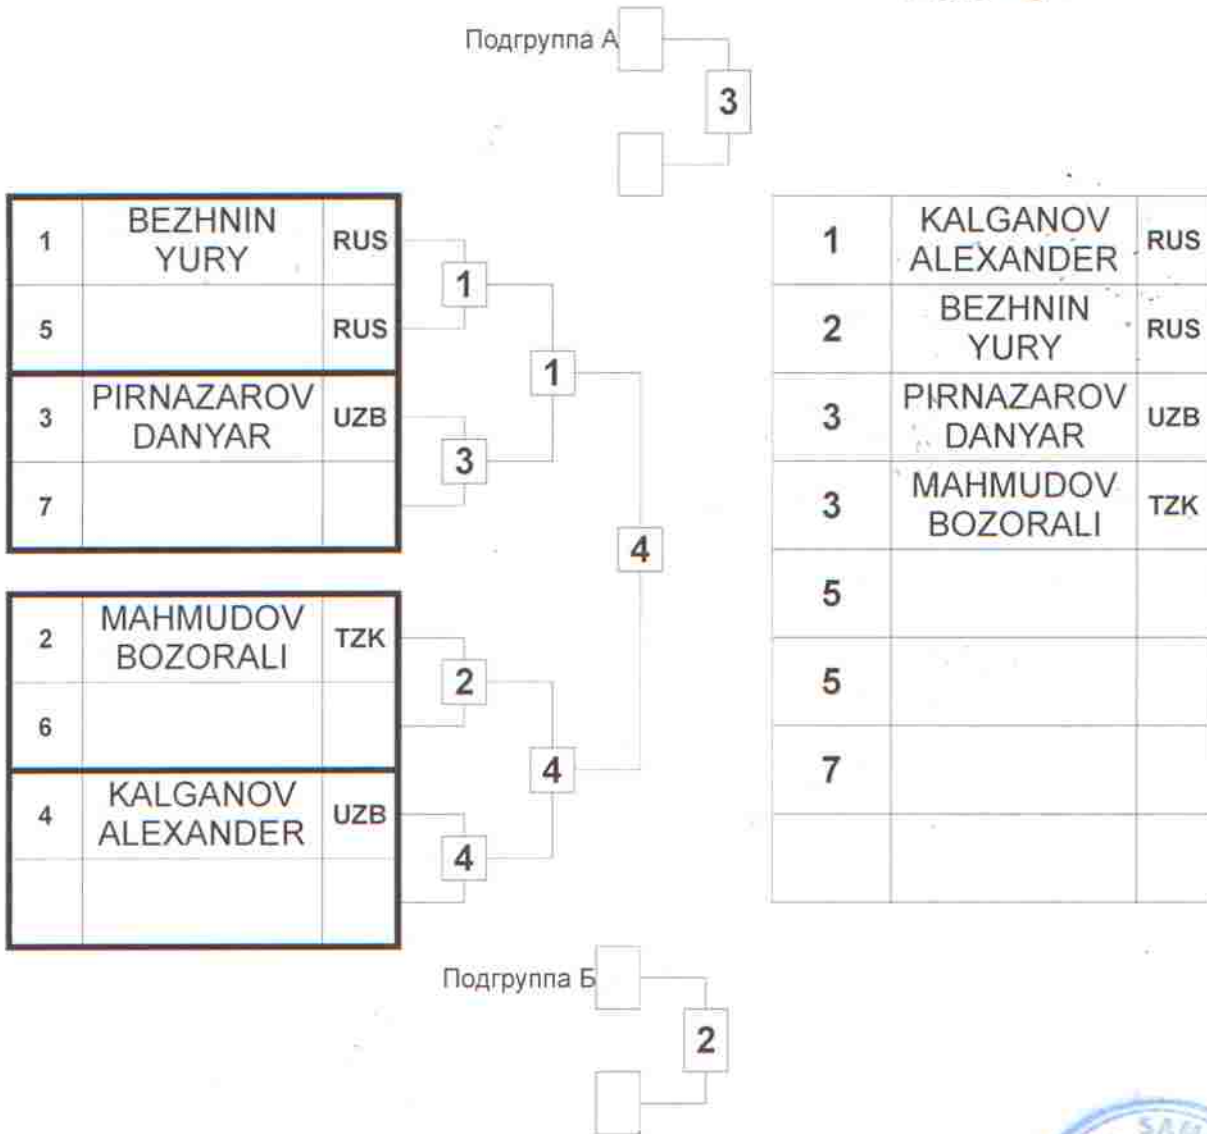 Подгруппа А
3
1 BEZHNIN YURY RUS
5 RUS
3 PIRNAZAROV DANYAR UZB
7
1
3
1
4
2 MAHMUDOV BOZORALI TZK
6
4 KALGANOV ALEXANDER UZB
2
4
4
1 KALGANOV ALEXANDER RUS
2 BEZHNIN YURY RUS
3 PIRNAZAROV DANYAR UZB
3 MAHMUDOV BOZORALI TZK
5
5
7
Подгруппа Б
2